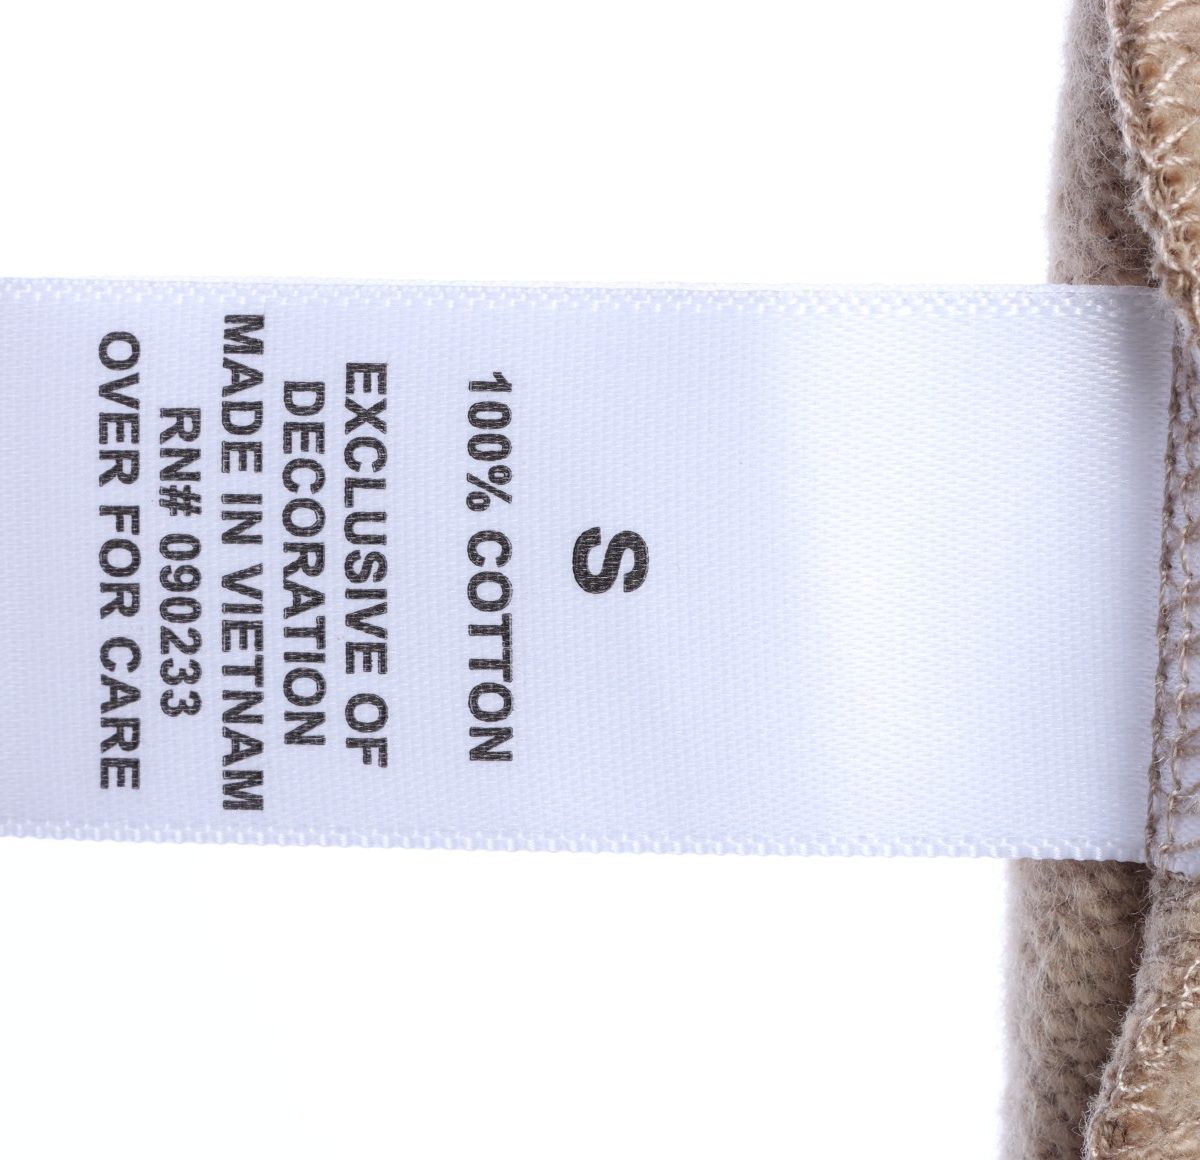 S
100% COTTON
EXCLUSIVE OF
DECORATION
MADE IN VIETNAM
RN# 090233
OVER FOR CARE